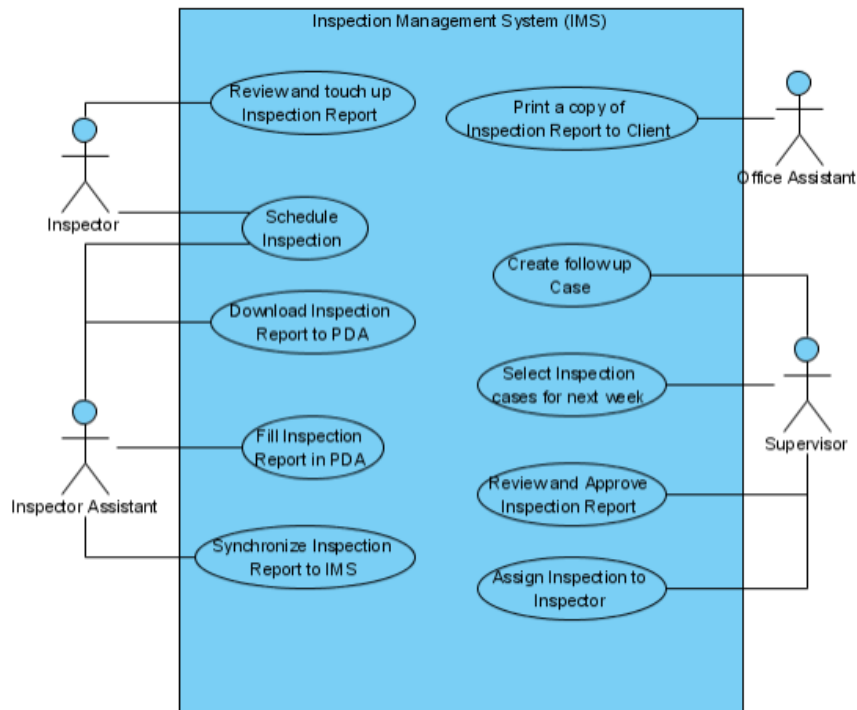 Inspection Management System (IMS)
Review and touch up
Inspection Report
Print a copy of
Inspection Report to Client
Office Assistant
Inspector
Schedule
Inspection
Create follow up
Case
Download Inspection
Report to PDA
Select Inspection
cases for next week
Supervisor
Fill Inspection
Report in PDA
Inspector Assistant
Review and Approve
Inspection Report
Synchronize Inspection
Report to IMS
Assign Inspection to
Inspector